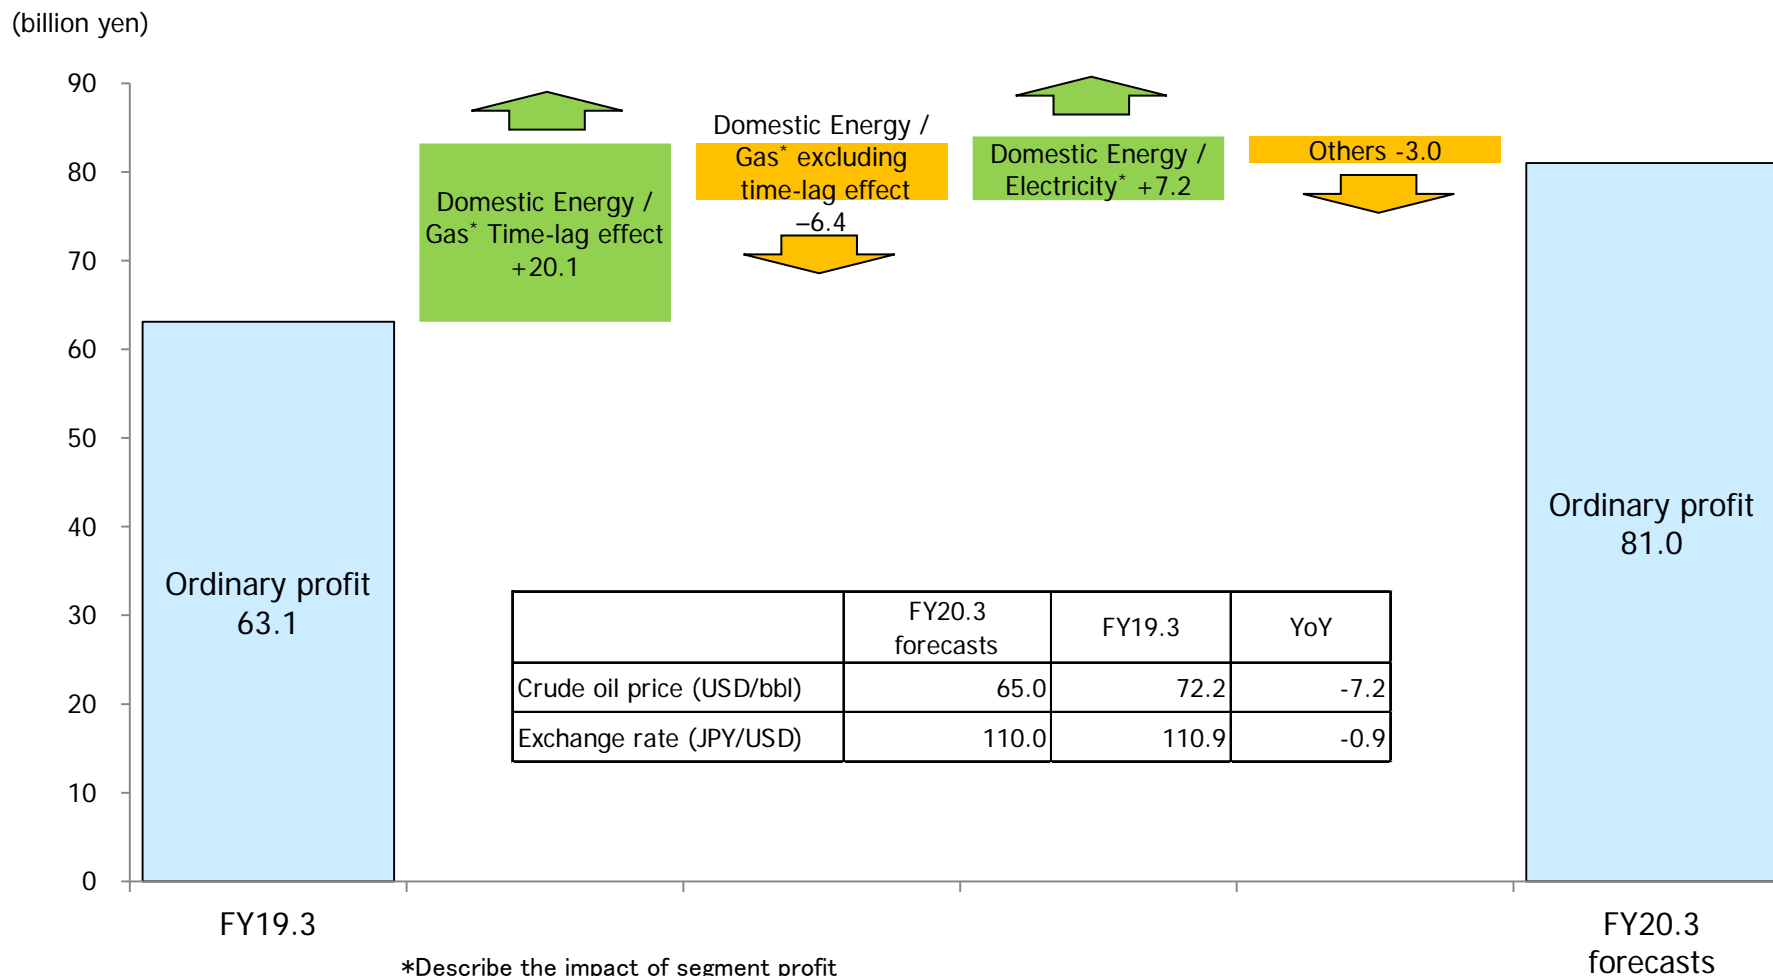 (billion yen)
90
80
70
60
50
40
30
20
10
0
Ordinary profit
63.1
Domestic Energy /
Gas* Time-lag effect
+20.1
Domestic Energy /
Gas* excluding
time-lag effect
–6.4
Domestic Energy /
Electricity* +7.2
Others -3.0
Ordinary profit
81.0
FY20.3 forecasts FY19.3 YoY
Crude oil price (USD/bbl) 65.0 72.2 -7.2
Exchange rate (JPY/USD) 110.0 110.9 -0.9
FY19.3
FY20.3
forecasts
*Describe the impact of segment profit